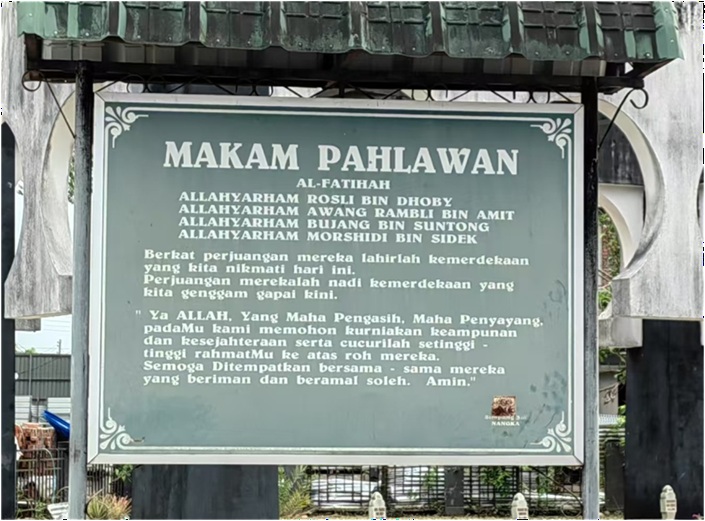 MAKAM PAHLAWAN
AL-FATIHAH
ALLAHYARHAM ROSLI BIN DHOBY
ALLAHYARHAM AWANG RAMBLI BIN AMIT
ALLAHYARHAM BUJANG BIN SUNTONG
ALLAHYARHAM MORSHIDI BIN SIDEK
Berkat perjuangan mereka lahirlah kemerdekaan
yang kita nikmati hari ini.
Perjuangan merekalah nadi kemerdekaan yang
kita genggam gapai kini.
" Ya ALLAH, Yang Maha Pengasih, Maha Penyayang,
padaMu kami memohon kurniakan keampunan
dan kesejahteraan serta cucurilah setinggi -
tinggi rahmatMu ke atas roh mereka.
Semoga Ditempatkan bersama - sama mereka
yang beriman dan beramal soleh. Amin."
NANGKA